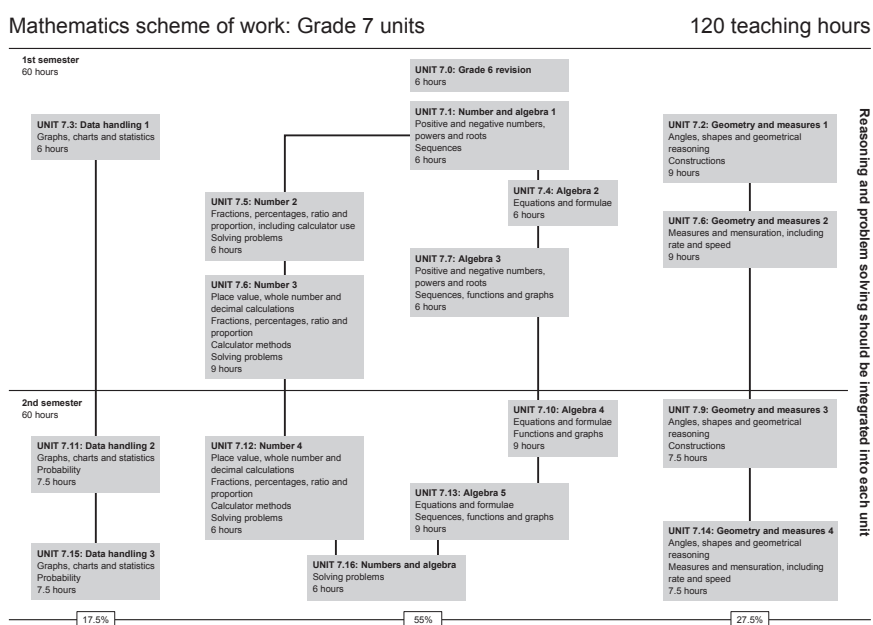 Mathematics scheme of work: Grade 7 units
120 teaching hours
1st semester
60 hours
UNIT 7.0: Grade 6 revision
6 hours
UNIT 7.3: Data handling 1
Graphs, charts and statistics
6 hours
UNIT 7.1: Number and algebra 1
Positive and negative numbers,
powers and roots
Sequences
6 hours
UNIT 7.2: Geometry and measures 1
Angles, shapes and geometrical
reasoning
Constructions
9 hours
UNIT 7.5: Number 2
Fractions, percentages, ratio and
proportion, including calculator use
Solving problems
6 hours
UNIT 7.4: Algebra 2
Equations and formulae
6 hours
UNIT 7.6: Geometry and measures 2
Measures and mensuration, including
rate and speed
9 hours
UNIT 7.6: Number 3
Place value, whole number and
decimal calculations
Fractions, percentages, ratio and
proportion
Calculator methods
Solving problems
9 hours
UNIT 7.7: Algebra 3
Positive and negative numbers,
powers and roots
Sequences, functions and graphs
6 hours
Reasoning and problem solving should be integrated into each unit
2nd semester
60 hours
UNIT 7.11: Data handling 2
Graphs, charts and statistics
Probability
7.5 hours
UNIT 7.12: Number 4
Place value, whole number and
decimal calculations
Fractions, percentages, ratio and
proportion
Calculator methods
Solving problems
6 hours
UNIT 7.10: Algebra 4
Equations and formulae
Functions and graphs
9 hours
UNIT 7.9: Geometry and measures 3
Angles, shapes and geometrical
reasoning
Constructions
7.5 hours
UNIT 7.13: Algebra 5
Equations and formulae
Sequences, functions and graphs
9 hours
UNIT 7.15: Data handling 3
Graphs, charts and statistics
Probability
7.5 hours
UNIT 7.16: Numbers and algebra
Solving problems
6 hours
UNIT 7.14: Geometry and measures 4
Angles, shapes and geometrical
reasoning
Measures and mensuration, including
rate and speed
7.5 hours
17.5%
55%
27.5%